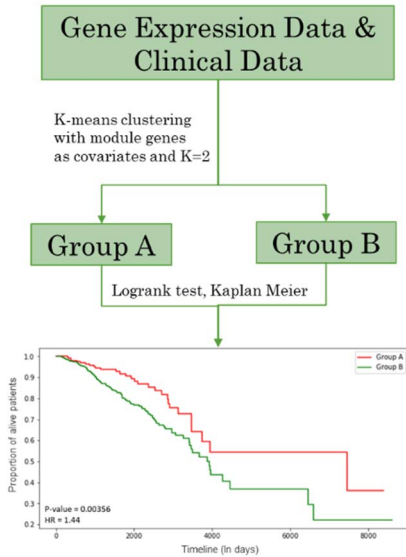 Gene Expression Data &
Clinical Data
K-means clustering
with module genes
as covariates and K=2
Group A
Group B
Logrank test, Kaplan Meier
Group A
Group B
Proportion of alive patients
1.0
0.9
0.8
0.7
0.6
0.5
0.4
0.3
0.2
P-value = 0.00356
HR = 1.44
0
2000
4000
6000
8000
Timeline (In days)